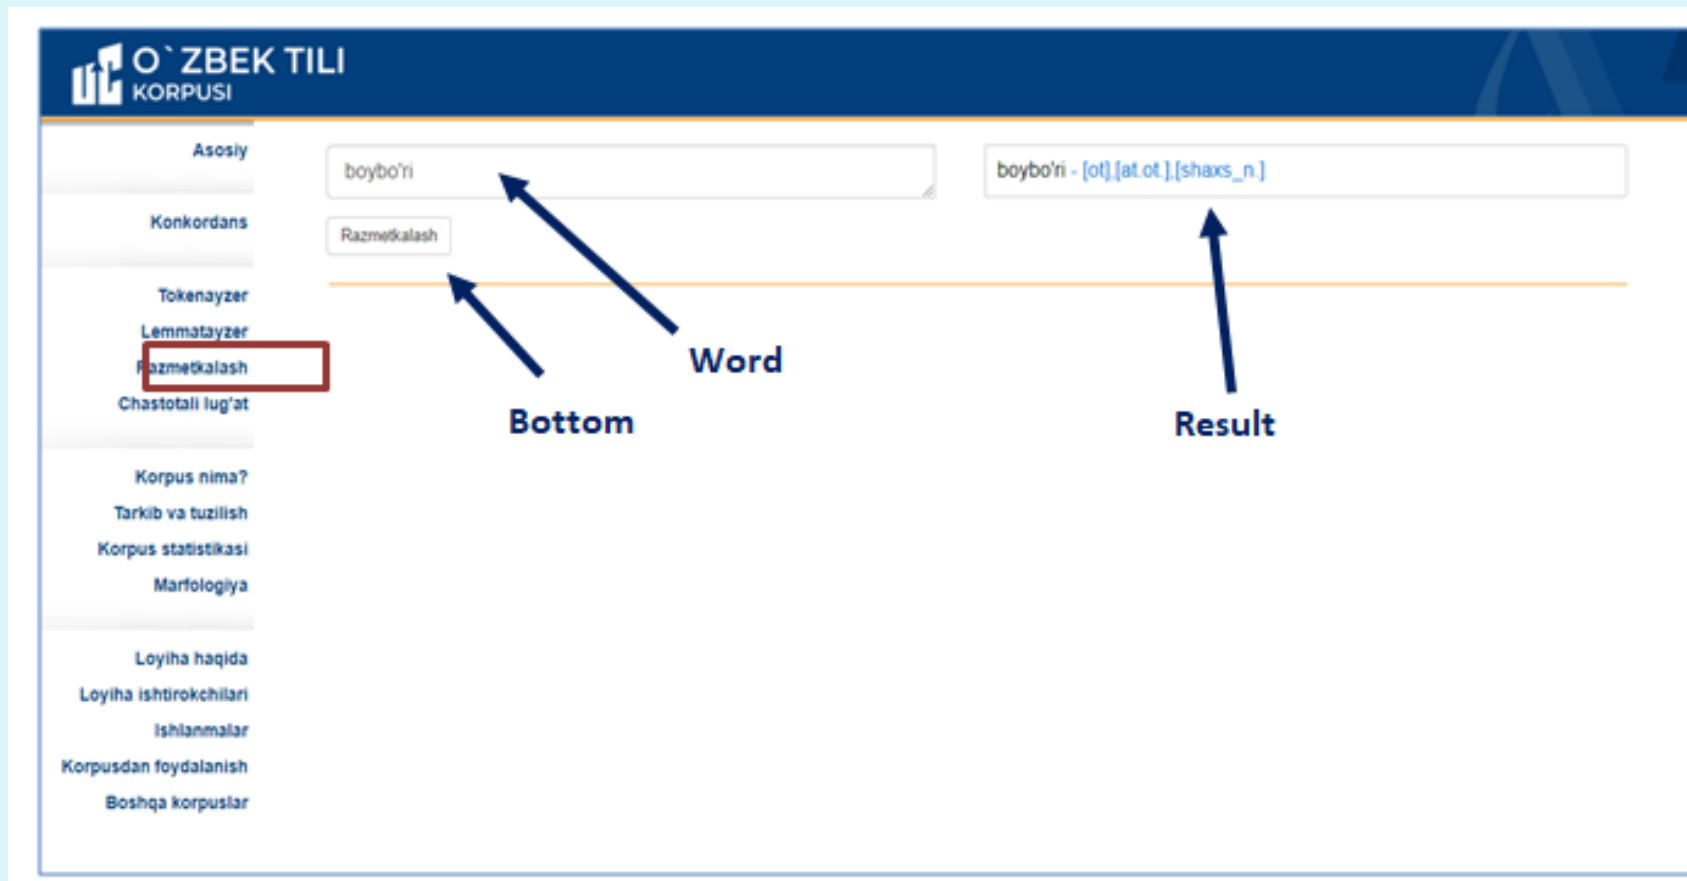 O`ZBEK TILI
KORPUSI
Asosiy
Konkordans
Tokenayzer
Lemmatayzer
Razmetkalash
Chastotali lug'at
Korpus nima?
Tarkib va tuzilish
Korpus statistikasi
Marfologiya
Loyiha haqida
Loyiha ishtirokchilari
Ishlanmalar
Korpusdan foydalanish
Boshqa korpuslar
boybo'ri
Razmetkalash
boybo'ri - [ot],[at.ot.],[shaxs_n.]
Word
Bottom
Result